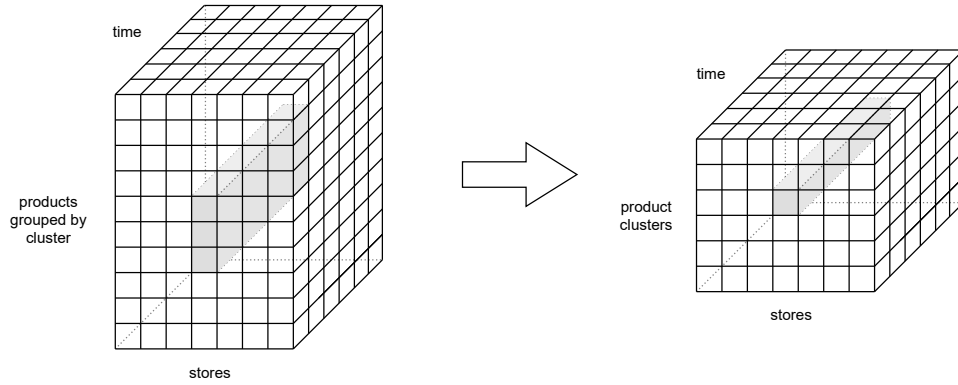 time
products
grouped by
cluster
stores
time
product
clusters
stores